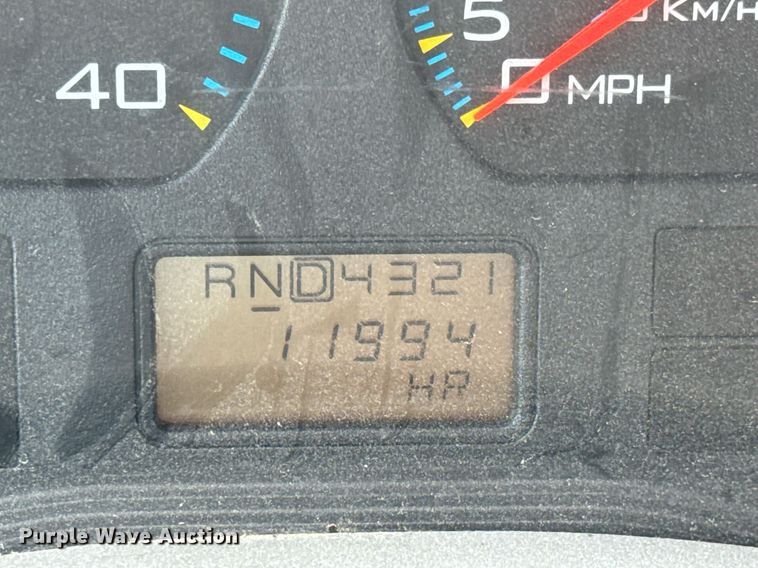 5 KM/H
40 0 MPH
RND4321
11994
HR
Purple Wave Auction